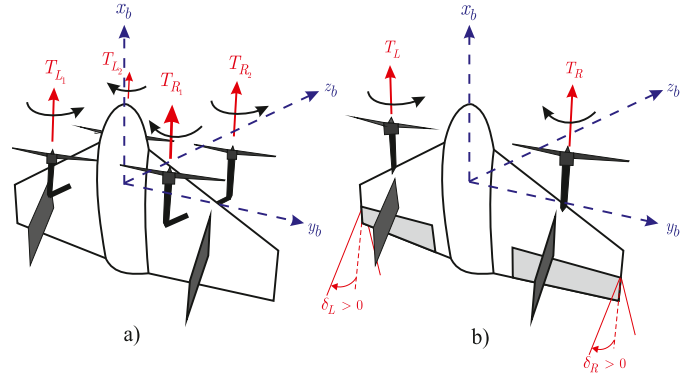 x_b
T_{L_1}
T_{L_2}
T_{R_1}
T_{R_2}
z_b
y_b
a)
x_b
T_L
T_R
z_b
y_b
δ_L > 0
δ_R > 0
b)